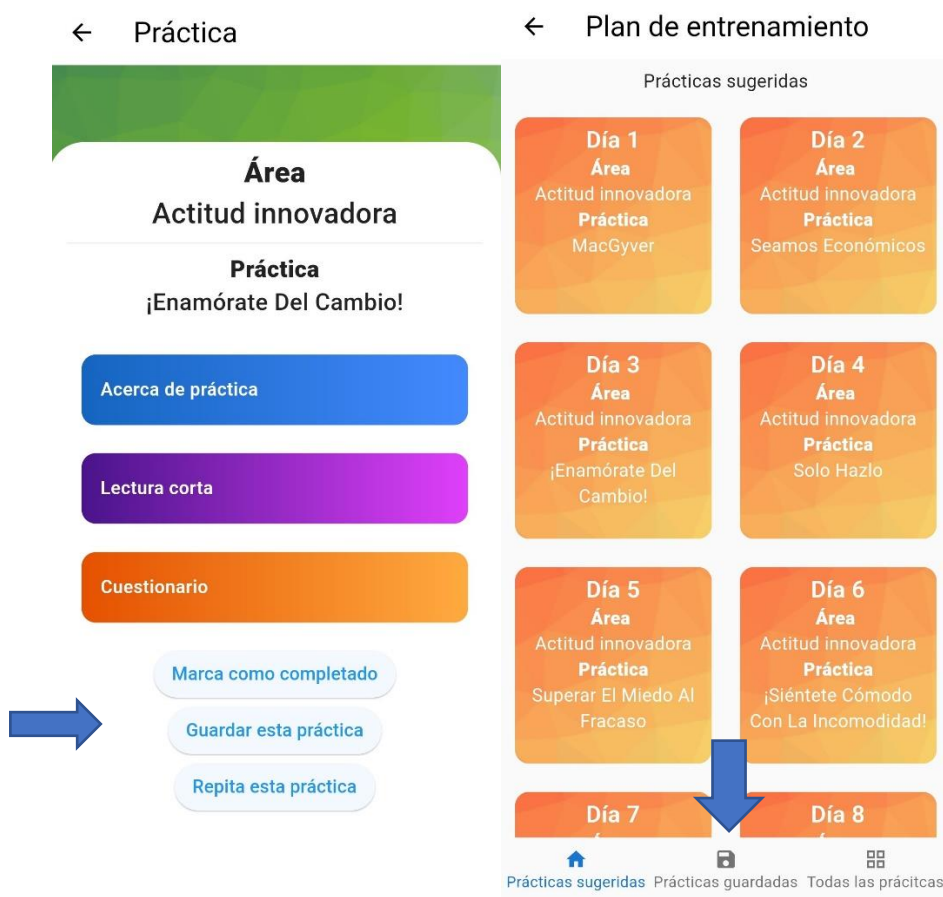 Práctica
Área
Actitud innovadora
Práctica
¡Enamórate Del Cambio!
Acerca de práctica
Lectura corta
Cuestionario
Marca como completado
Guardar esta práctica
Repita esta práctica
Plan de entrenamiento
Prácticas sugeridas
Día 1
Área
Actitud innovadora
Práctica
MacGyver
Día 2
Área
Actitud innovadora
Práctica
Seamos Económicos
Día 3
Área
Actitud innovadora
Práctica
¡Enamórate Del
Cambio!
Día 4
Área
Actitud innovadora
Práctica
Solo Hazlo
Día 5
Área
Actitud innovadora
Práctica
Superar El Miedo Al
Fracaso
Día 6
Área
Actitud innovadora
Práctica
¡Siéntete Cómodo
Con La Incomodidad!
Día 7
Día 8
Prácticas sugeridas
Prácticas guardadas
Todas las prácitcas